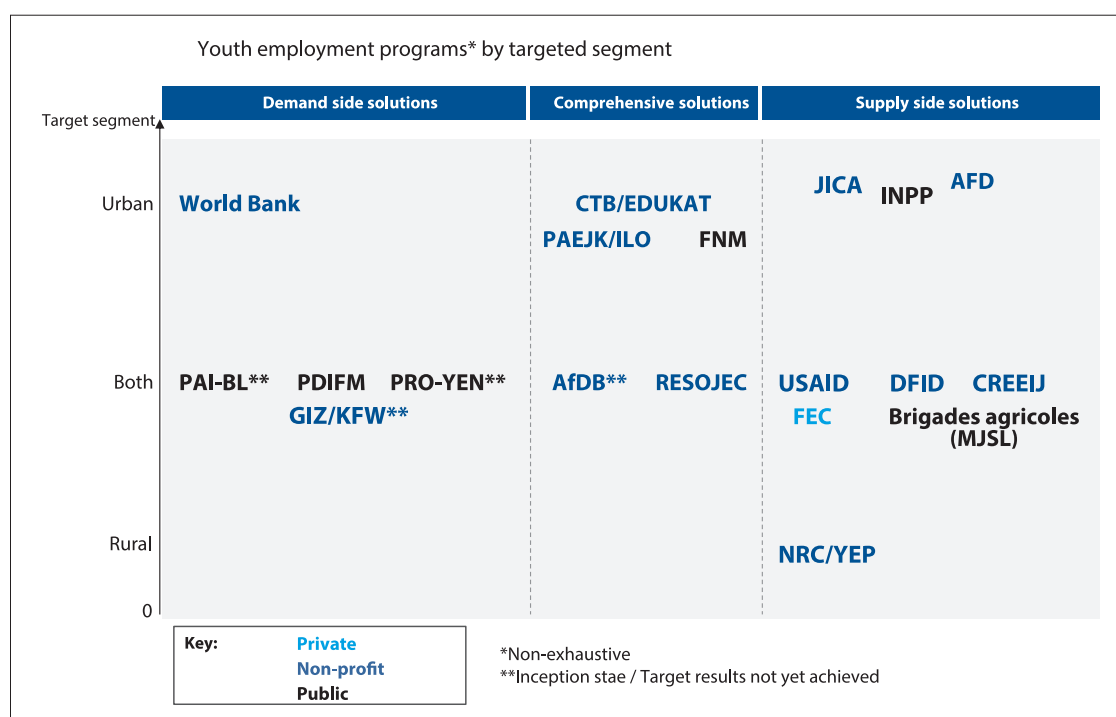 Youth employment programs* by targeted segment
Demand side solutions
Comprehensive solutions
Supply side solutions
Target segment
Urban
World Bank
CTB/EDUKAT
PAEJK/ILO
FNM
JICA
INPP
AFD
Both
PAI-BL**
PDIFM
PRO-YEN**
GIZ/KFW**
AfDB**
RESOJEC
USAID
DFID
CREEIJ
FEC
Brigades agricoles
(MJSL)
Rural
NRC/YEP
0
Key:
Private
Non-profit
Public
*Non-exhaustive
**Inception stae / Target results not yet achieved